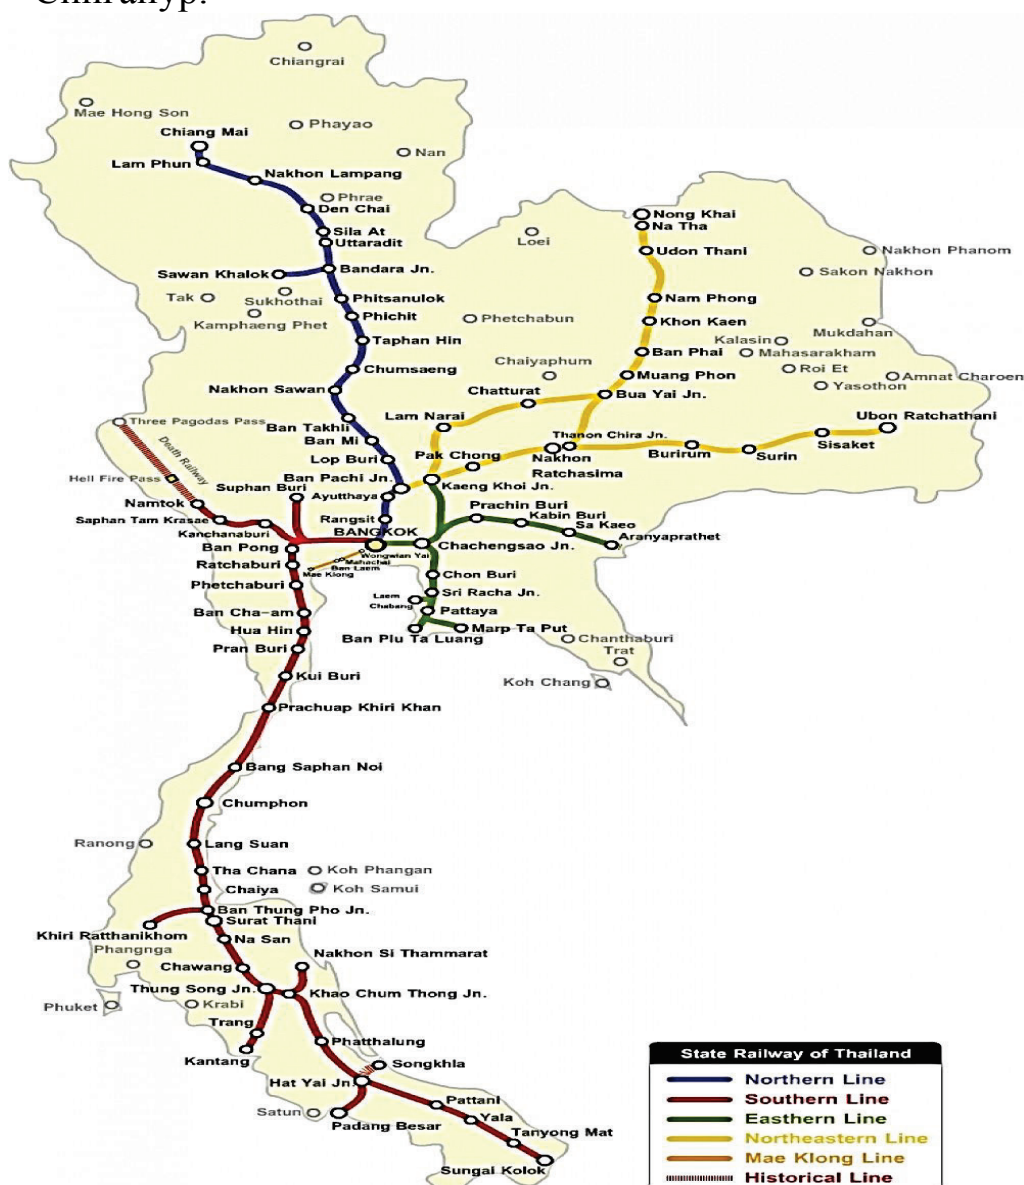 Chiangrai
Mae Hong Son
Phayao
Chiang Mai
Nan
Lam Phun
Nakhon Lampang
Phrae
Den Chai
Nong Khai
Na Tha
Sila At
Uttaradit
Loei
Udon Thani
Nakhon Phanom
Sawan Khalok
Bandara Jn.
Sakon Nakhon
Tak
Sukhothai
Phitsanulok
Nam Phong
Kamphaeng Phet
Phichit
Phetchabun
Khon Kaen
Mukdahan
Taphan Hin
Kalasin
Chaiyaphum
Ban Phai
Mahasarakham
Chumsaeng
Muang Phon
Roi Et
Amnat Charoen
Nakhon Sawan
Chatturat
Bua Yai Jn.
Yasothon
Lam Narai
Ubon Ratchathani
Three Pagodas Pass
Ban Takhli
Thanon Chira Jn.
Death Railway
Ban Mi
Pak Chong
Nakhon
Ratchasima
Burirum
Surin
Sisaket
Lop Buri
Hell Fire Pass
Ban Pachi Jn.
Kaeng Khoi Jn.
Suphan Buri
Ayutthaya
Namtok
Prachin Buri
Saphan Tam Krasae
Rangsit
Kabin Buri
Sa Kaeo
Kanchanaburi
BANGKOK
Aranyaprathet
Ban Pong
Wongwian Yai
Chachengsao Jn.
Mahachai
Ratchaburi
Ban Laem
Mae Klong
Chon Buri
Phetchaburi
Laem
Chabang
Sri Racha Jn.
Ban Cha-am
Pattaya
Hua Hin
Marp Ta Put
Ban Plu Ta Luang
Chanthaburi
Pran Buri
Trat
Kui Buri
Koh Chang
Prachuap Khiri Khan
Bang Saphan Noi
Chumphon
Ranong
Lang Suan
Tha Chana
Koh Phangan
Chaiya
Koh Samui
Ban Thung Pho Jn.
Surat Thani
Khiri Ratthanikhom
Na San
Phangnga
Nakhon Si Thammarat
Chawang
Thung Song Jn.
Khao Chum Thong Jn.
Phuket
Krabi
Trang
Phatthalung
Kantang
Songkhla
Hat Yai Jn.
Pattani
Satun
Padang Besar
Yala
Tanyong Mat
Sungai Kolok
State Railway of Thailand
Northern Line
Southern Line
Easthern Line
Northeastern Line
Mae Klong Line
Historical Line